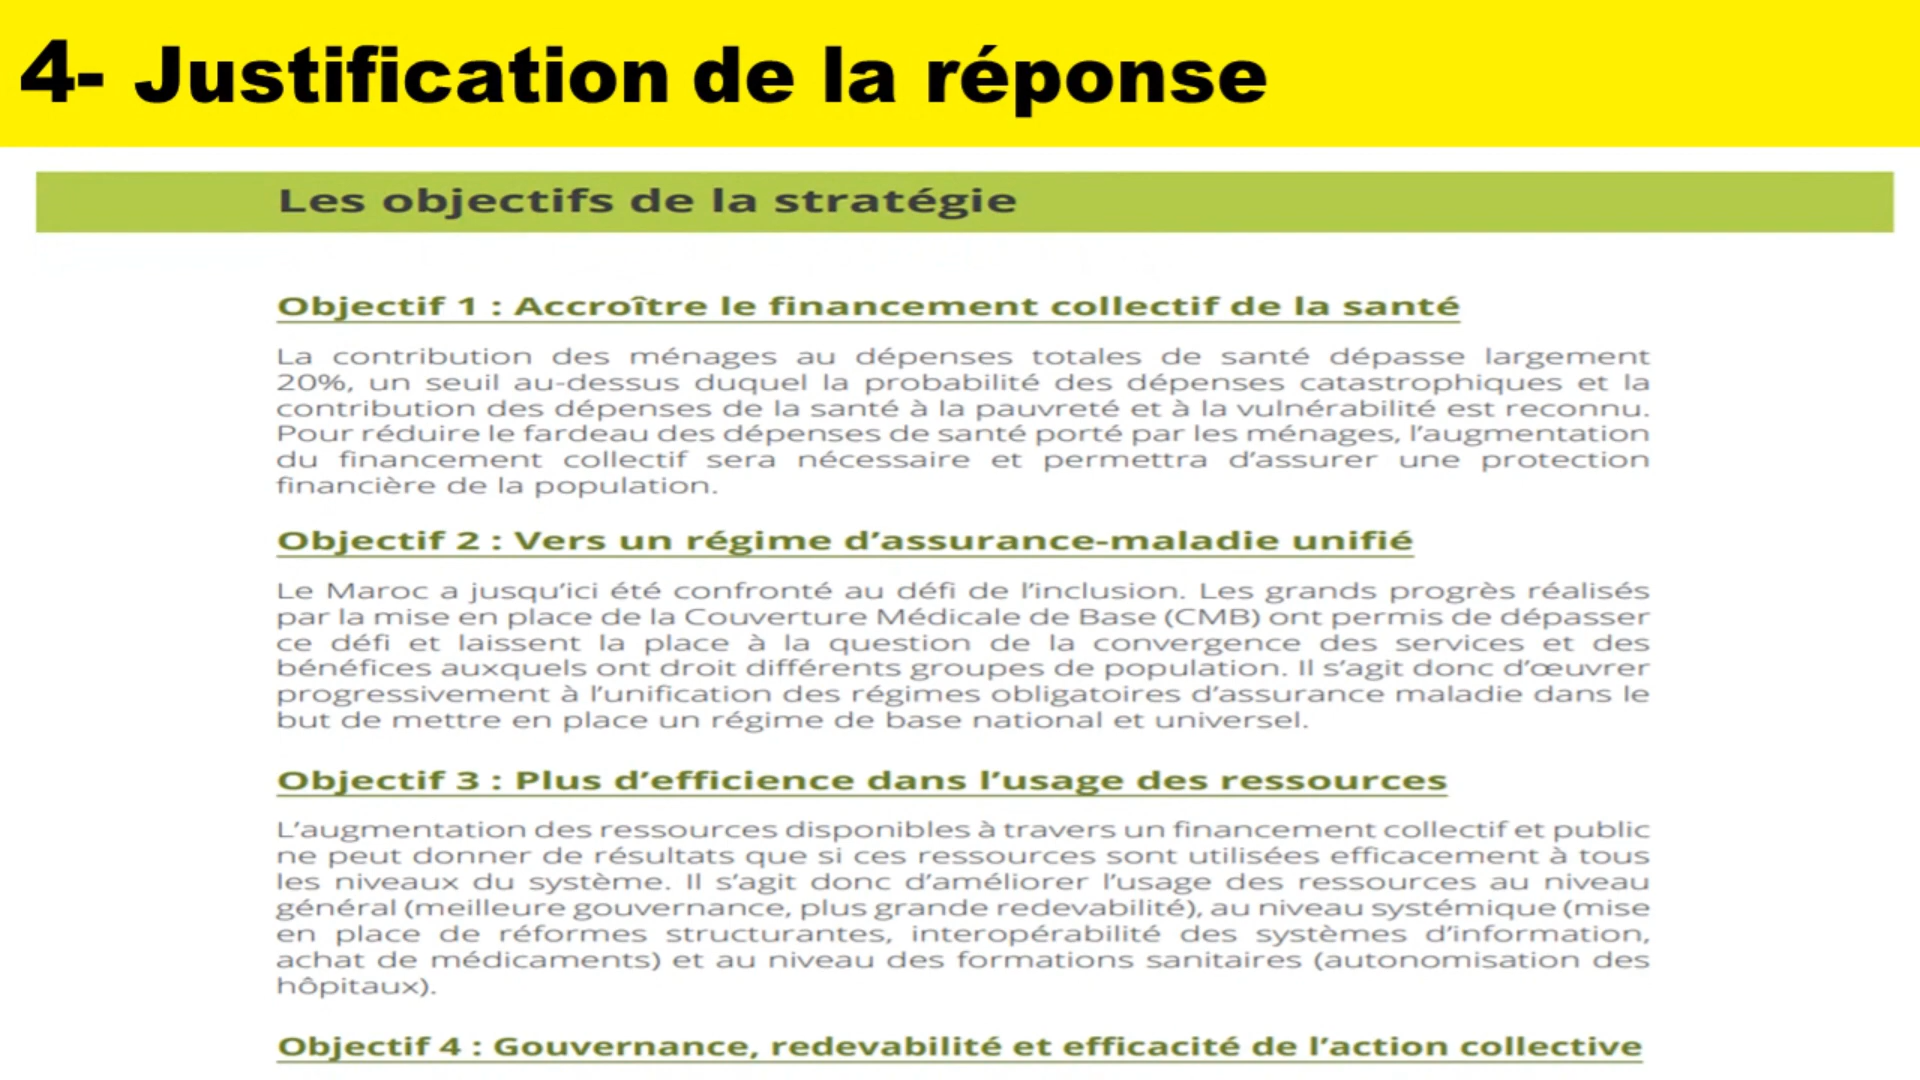 4- Justification de la réponse
Les objectifs de la stratégie
Objectif 1 : Accroître le financement collectif de la santé
La contribution des ménages au dépenses totales de santé dépasse largement
20%, un seuil au-dessus duquel la probabilité des dépenses catastrophiques et la
contribution des dépenses de la santé à la pauvreté et à la vulnérabilité est reconnu.
Pour réduire le fardeau des dépenses de santé porté par les ménages, l’augmentation
du financement collectif sera nécessaire et permettra d’assurer une protection
financière de la population.
Objectif 2 : Vers un régime d’assurance-maladie unifié
Le Maroc a jusqu’ici été confronté au défi de l’inclusion. Les grands progrès réalisés
par la mise en place de la Couverture Médicale de Base (CMB) ont permis de dépasser
ce défi et laissent la place à la question de la convergence des services et des
bénéfices auxquels ont droit différents groupes de population. Il s’agit donc d’œuvrer
progressivement à l’unification des régimes obligatoires d’assurance maladie dans le
but de mettre en place un régime de base national et universel.
Objectif 3 : Plus d’efficience dans l’usage des ressources
L’augmentation des ressources disponibles à travers un financement collectif et public
ne peut donner de résultats que si ces ressources sont utilisées efficacement à tous
les niveaux du système. Il s’agit donc d’améliorer l’usage des ressources au niveau
général (meilleure gouvernance, plus grande redevabilité), au niveau systémique (mise
en place de réformes structurantes, interopérabilité des systèmes d’information,
achat de médicaments) et au niveau des formations sanitaires (autonomisation des
hôpitaux).
Objectif 4 : Gouvernance, redevabilité et efficacité de l’action collective